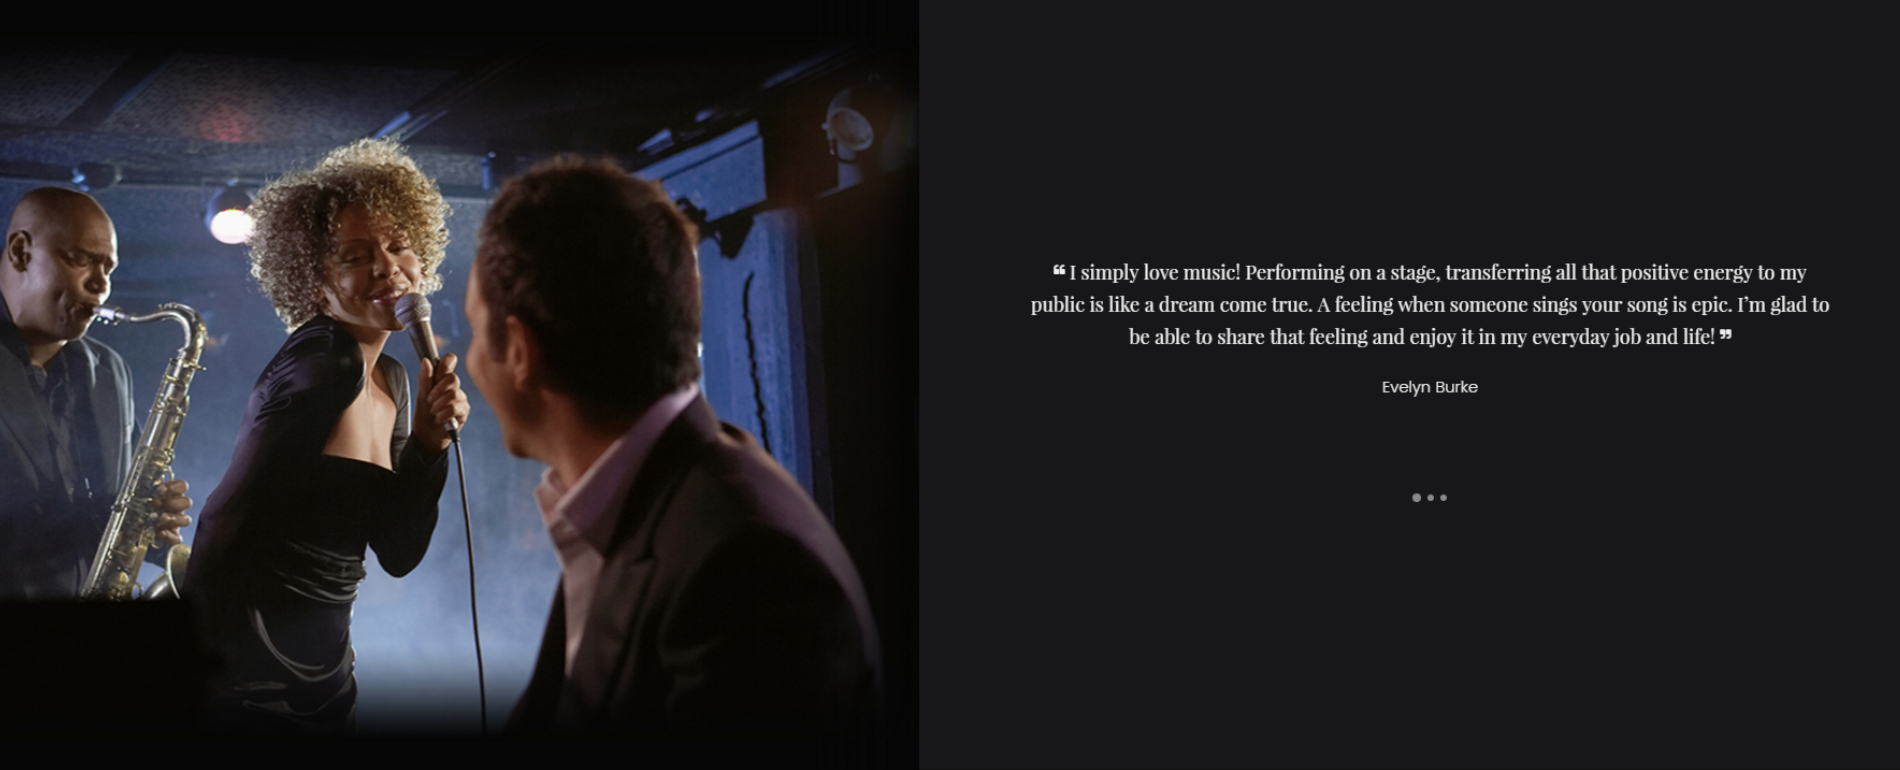 ❝ I simply love music! Performing on a stage, transferring all that positive energy to my
public is like a dream come true. A feeling when someone sings your song is epic. I’m glad to
be able to share that feeling and enjoy it in my everyday job and life! ❞
Evelyn Burke